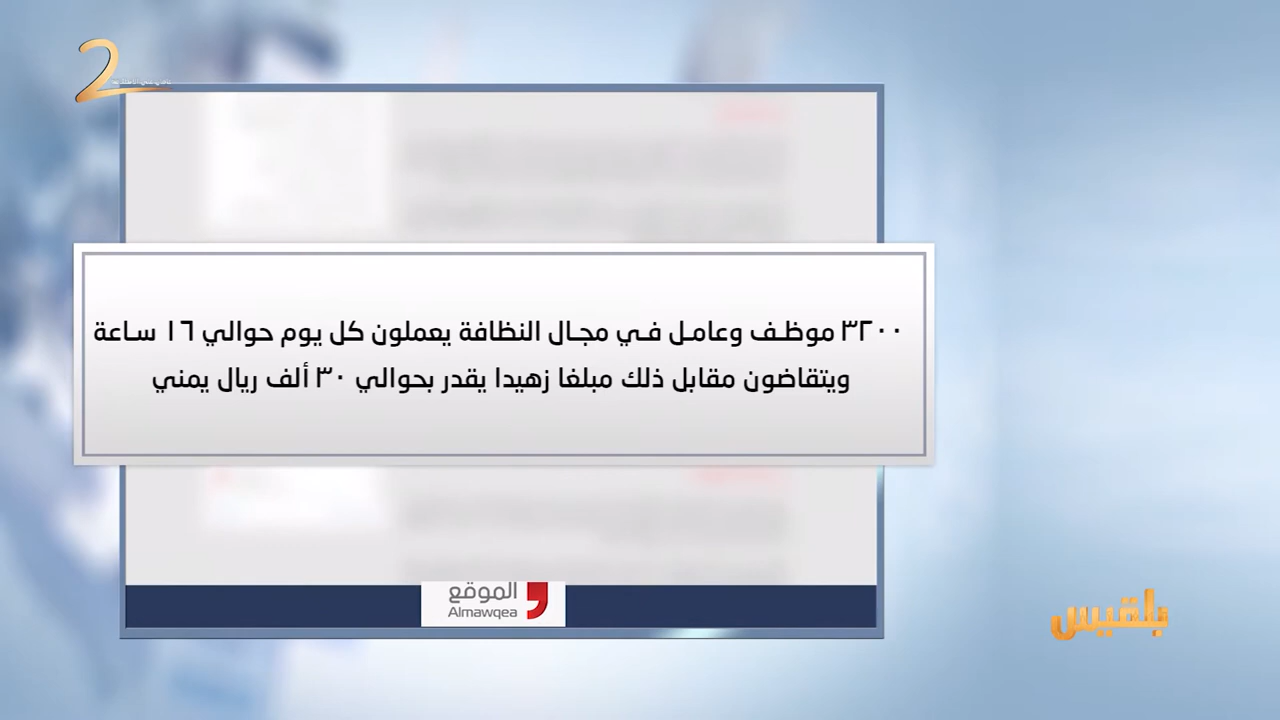 2
٣٢٠٠ موظف وعامل في مجال النظافة يعملون كل يوم حوالي ١٦ ساعة
ويتقاضون مقابل ذلك مبلغا زهيدا يقدر بحوالي ٣٠ ألف ريال يمني
الموقع
Almawqea
بلقيس